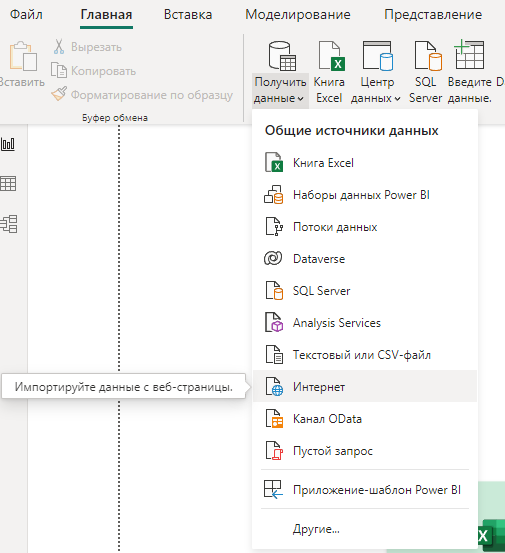 Файл Главная Вставка Моделирование Представление
Вставить
Вырезать
Копировать
Форматирование по образцу
Буфер обмена
Получить данные
Книга Excel
Центр данных
SQL Server
Введите данные.
Общие источники данных
Книга Excel
Наборы данных Power BI
Потоки данных
Dataverse
SQL Server
Analysis Services
Текстовый или CSV-файл
Импортируйте данные с веб-страницы.
Интернет
Канал OData
Пустой запрос
Приложение-шаблон Power BI
Другие...